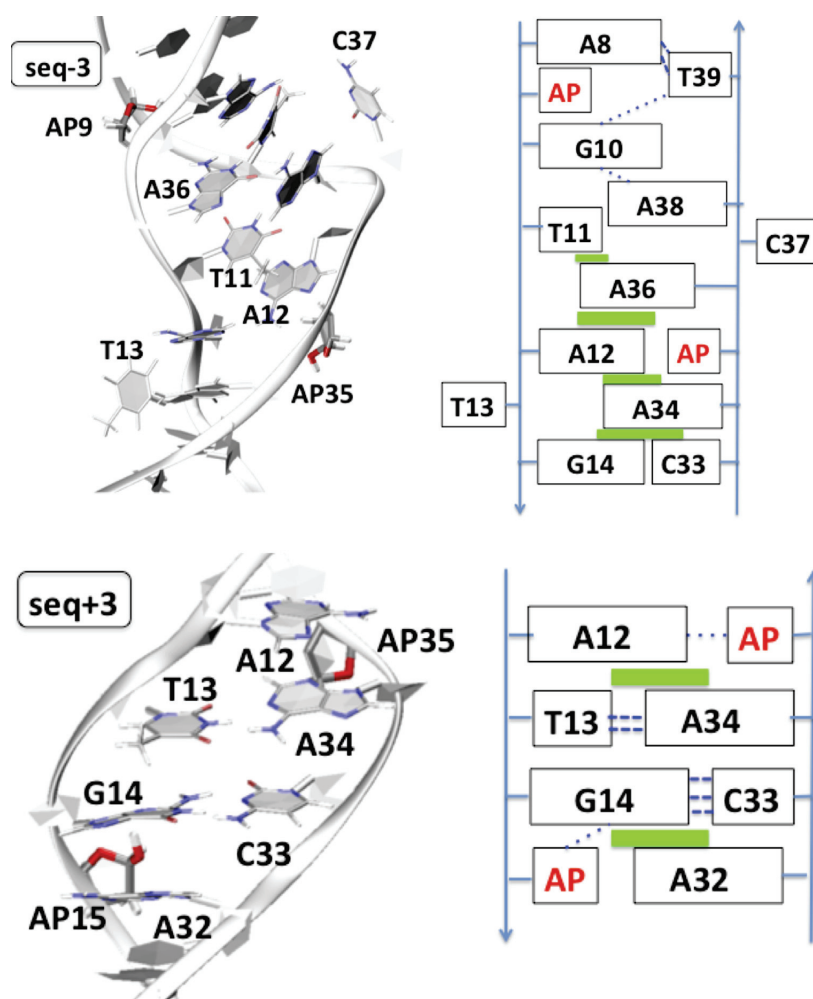 seq-3
C37
AP9
A36
T11
A12
T13
AP35
A8
T39
AP
G10
A38
T11
C37
A36
A12
AP
T13
A34
G14
C33
seq+3
AP35
A12
T13
A34
G14
C33
AP15
A32
A12
AP
T13
A34
G14
C33
AP
A32